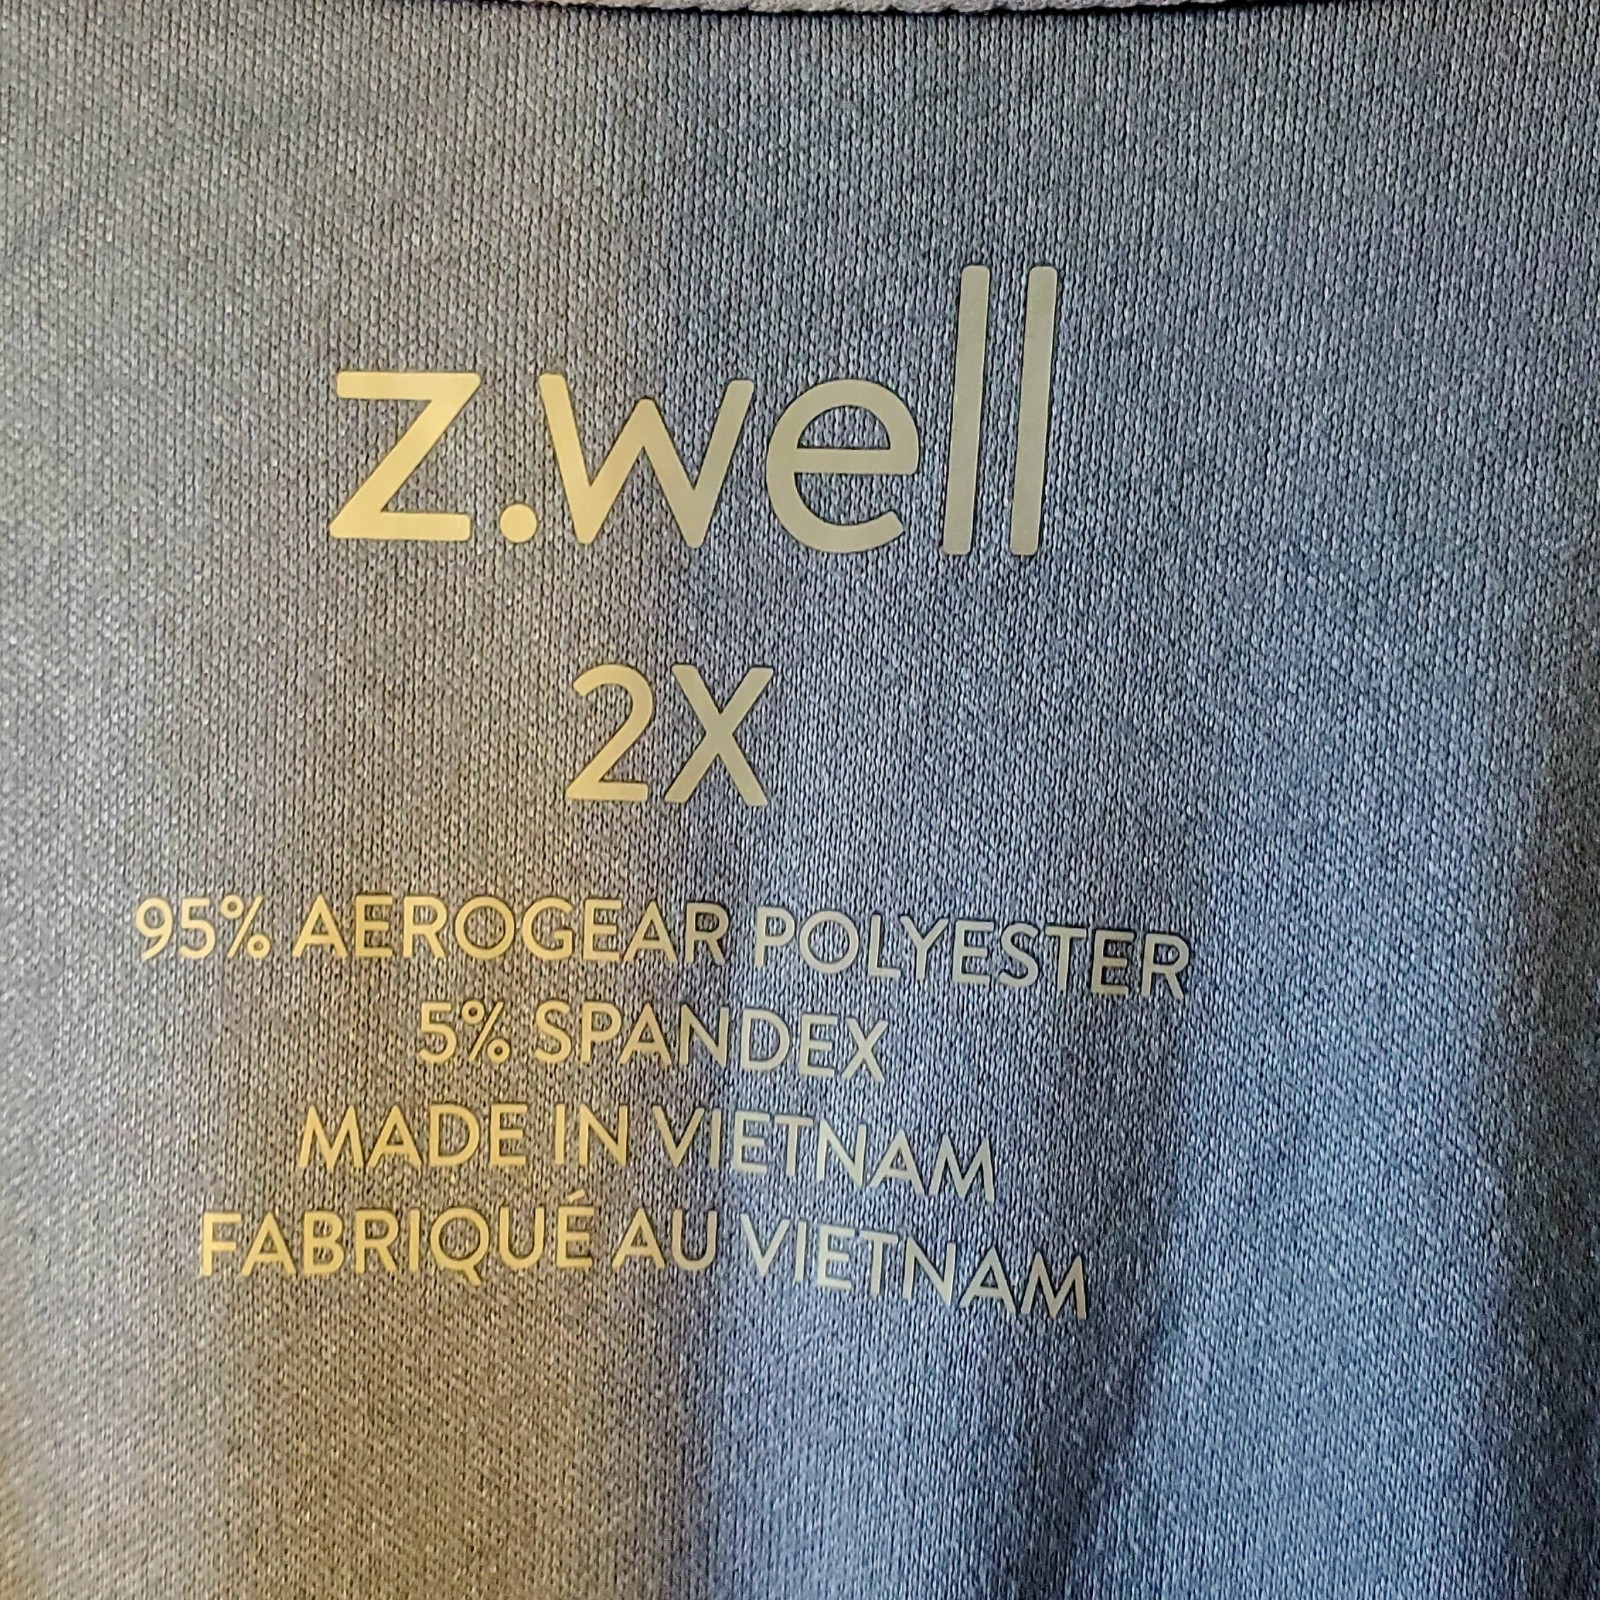 z.well
2X
95% AEROGEAR POLYESTER
5% SPANDEX
MADE IN VIETNAM
FABRIQUÉ AU VIETNAM